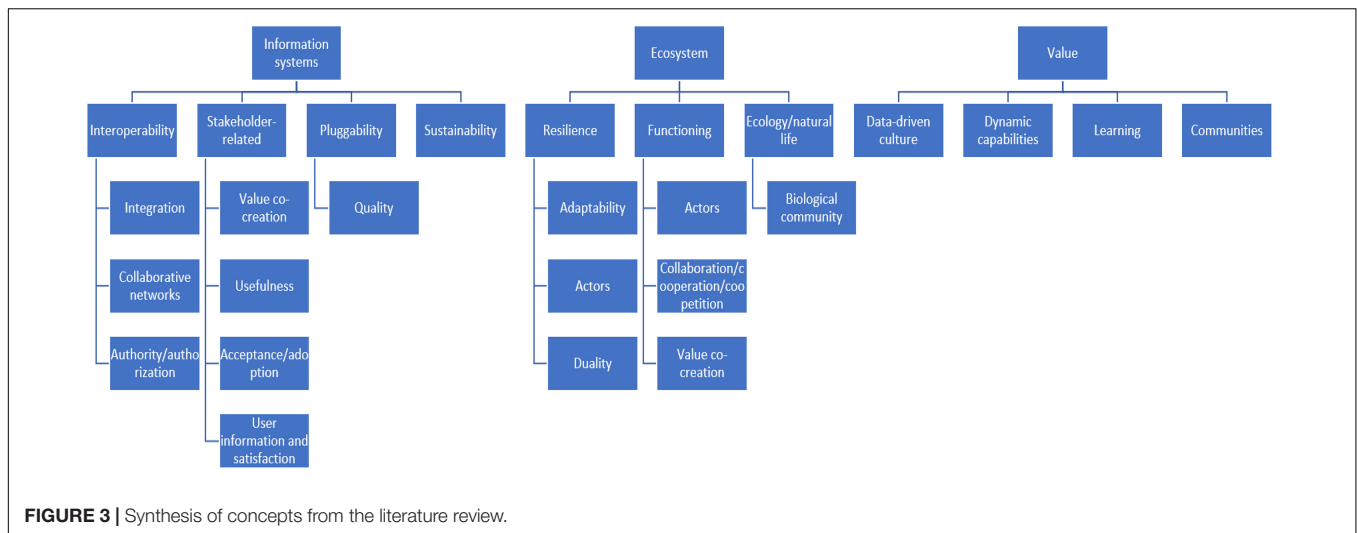 Information
systems
Ecosystem
Value
Interoperability
Stakeholder-
related
Pluggability
Sustainability
Resilience
Functioning
Ecology/natural
life
Data-driven
culture
Dynamic
capabilities
Learning
Communities
Integration
Value co-
creation
Quality
Adaptability
Actors
Biological
community
Collaborative
networks
Usefulness
Actors
Collaboration/c
ooperation/coo
petition
Authority/autho
rization
Acceptance/ado
ption
Duality
Value co-
creation
User
information and
satisfaction
FIGURE 3 | Synthesis of concepts from the literature review.